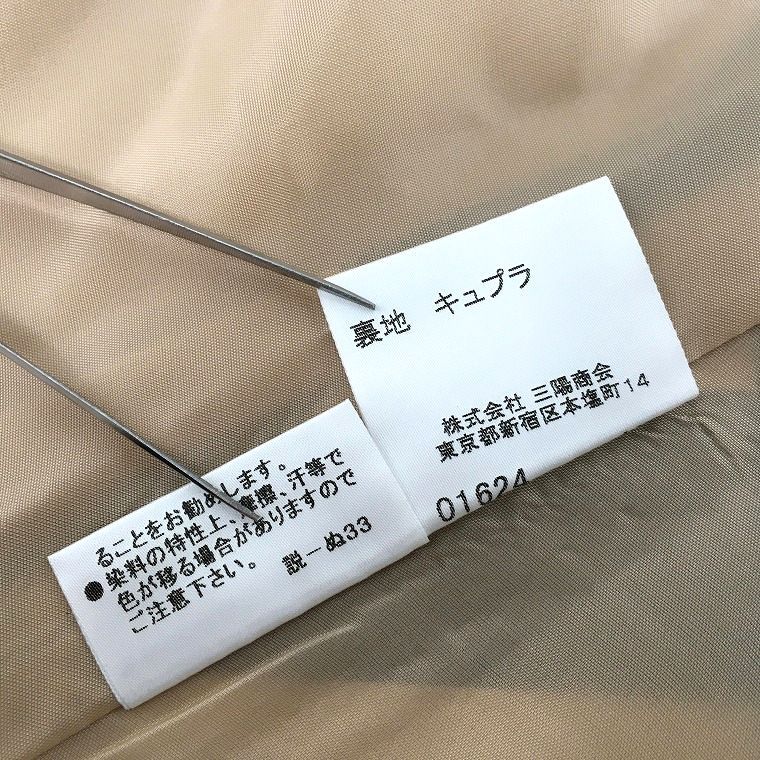 裏地 キュプラ
株式会社 三陽商会
東京都新宿区本塩町14
01624
ることをお勧めします。
●染料の特性上、摩擦、汗等で
色が移る場合がありますので
ご注意下さい。 説ーぬ33